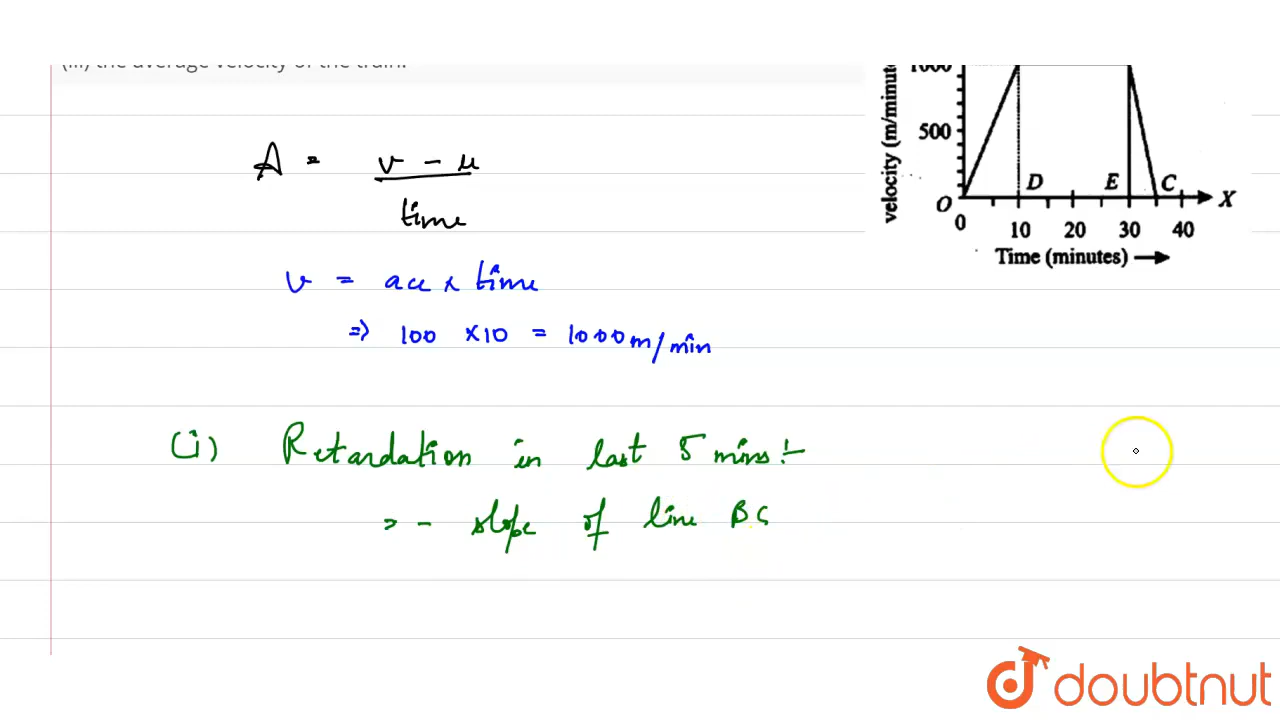 (iii) the average velocity of the train.
A = v - u
time
v = acc x time
⇒ 100 × 10 = 1000 m/min
(i) Retardation in last 5 mins :-
= - slope of line BC
velocity (m/minute
1000
500
O
D E C X
0 10 20 30 40
Time (minutes) →
doubtnut